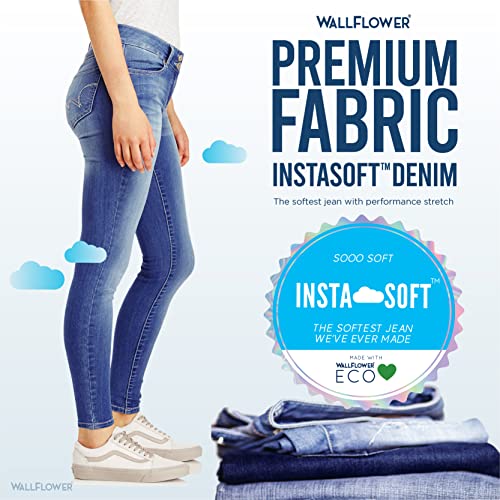 WALLFLOWER®
PREMIUM
FABRIC
INSTASOFT™ DENIM
The softest jean with performance stretch
SOOO SOFT
INSTA SOFT™
THE SOFTEST JEAN
WE'VE EVER MADE
MADE WITH
WALLFLOWER®
ECO
WALLFLOWER